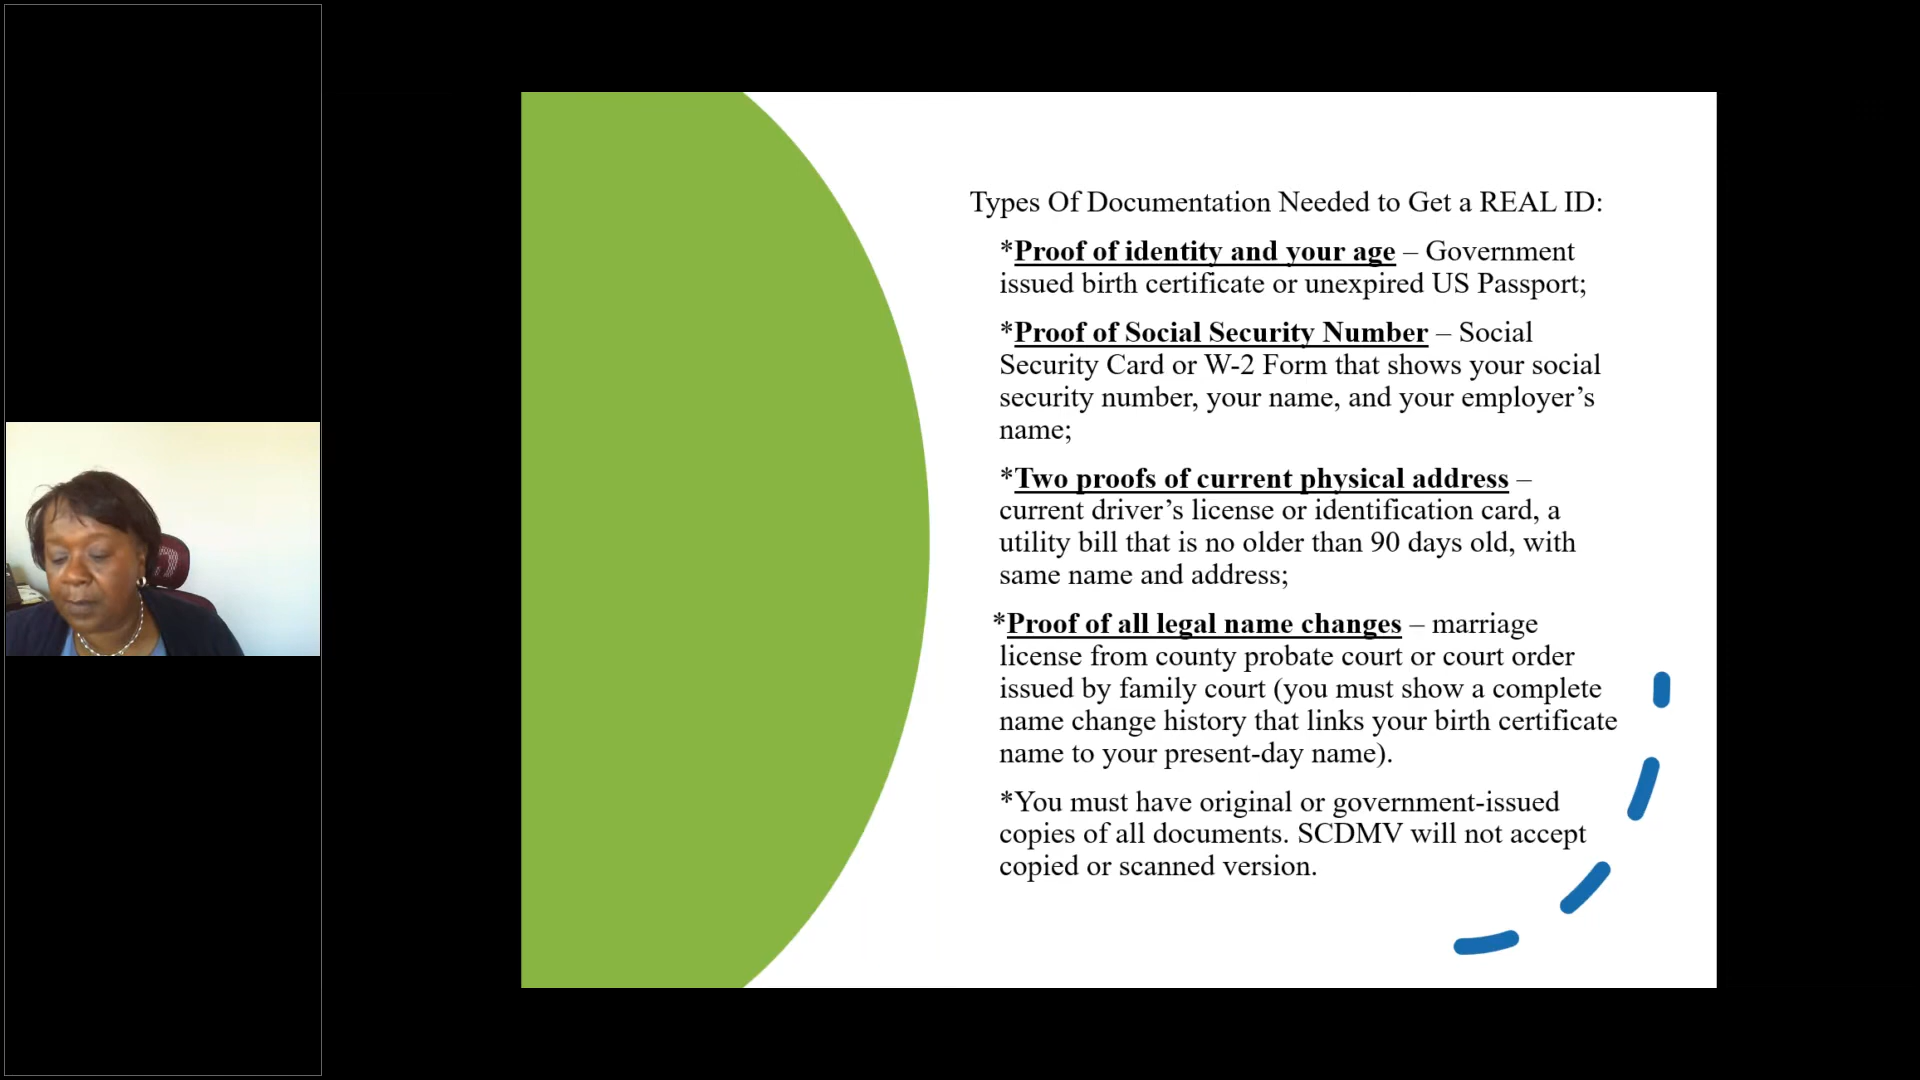 Types Of Documentation Needed to Get a REAL ID:
*Proof of identity and your age – Government
issued birth certificate or unexpired US Passport;
*Proof of Social Security Number – Social
Security Card or W-2 Form that shows your social
security number, your name, and your employer’s
name;
*Two proofs of current physical address –
current driver’s license or identification card, a
utility bill that is no older than 90 days old, with
same name and address;
*Proof of all legal name changes – marriage
license from county probate court or court order
issued by family court (you must show a complete
name change history that links your birth certificate
name to your present-day name).
*You must have original or government-issued
copies of all documents. SCDMV will not accept
copied or scanned version.